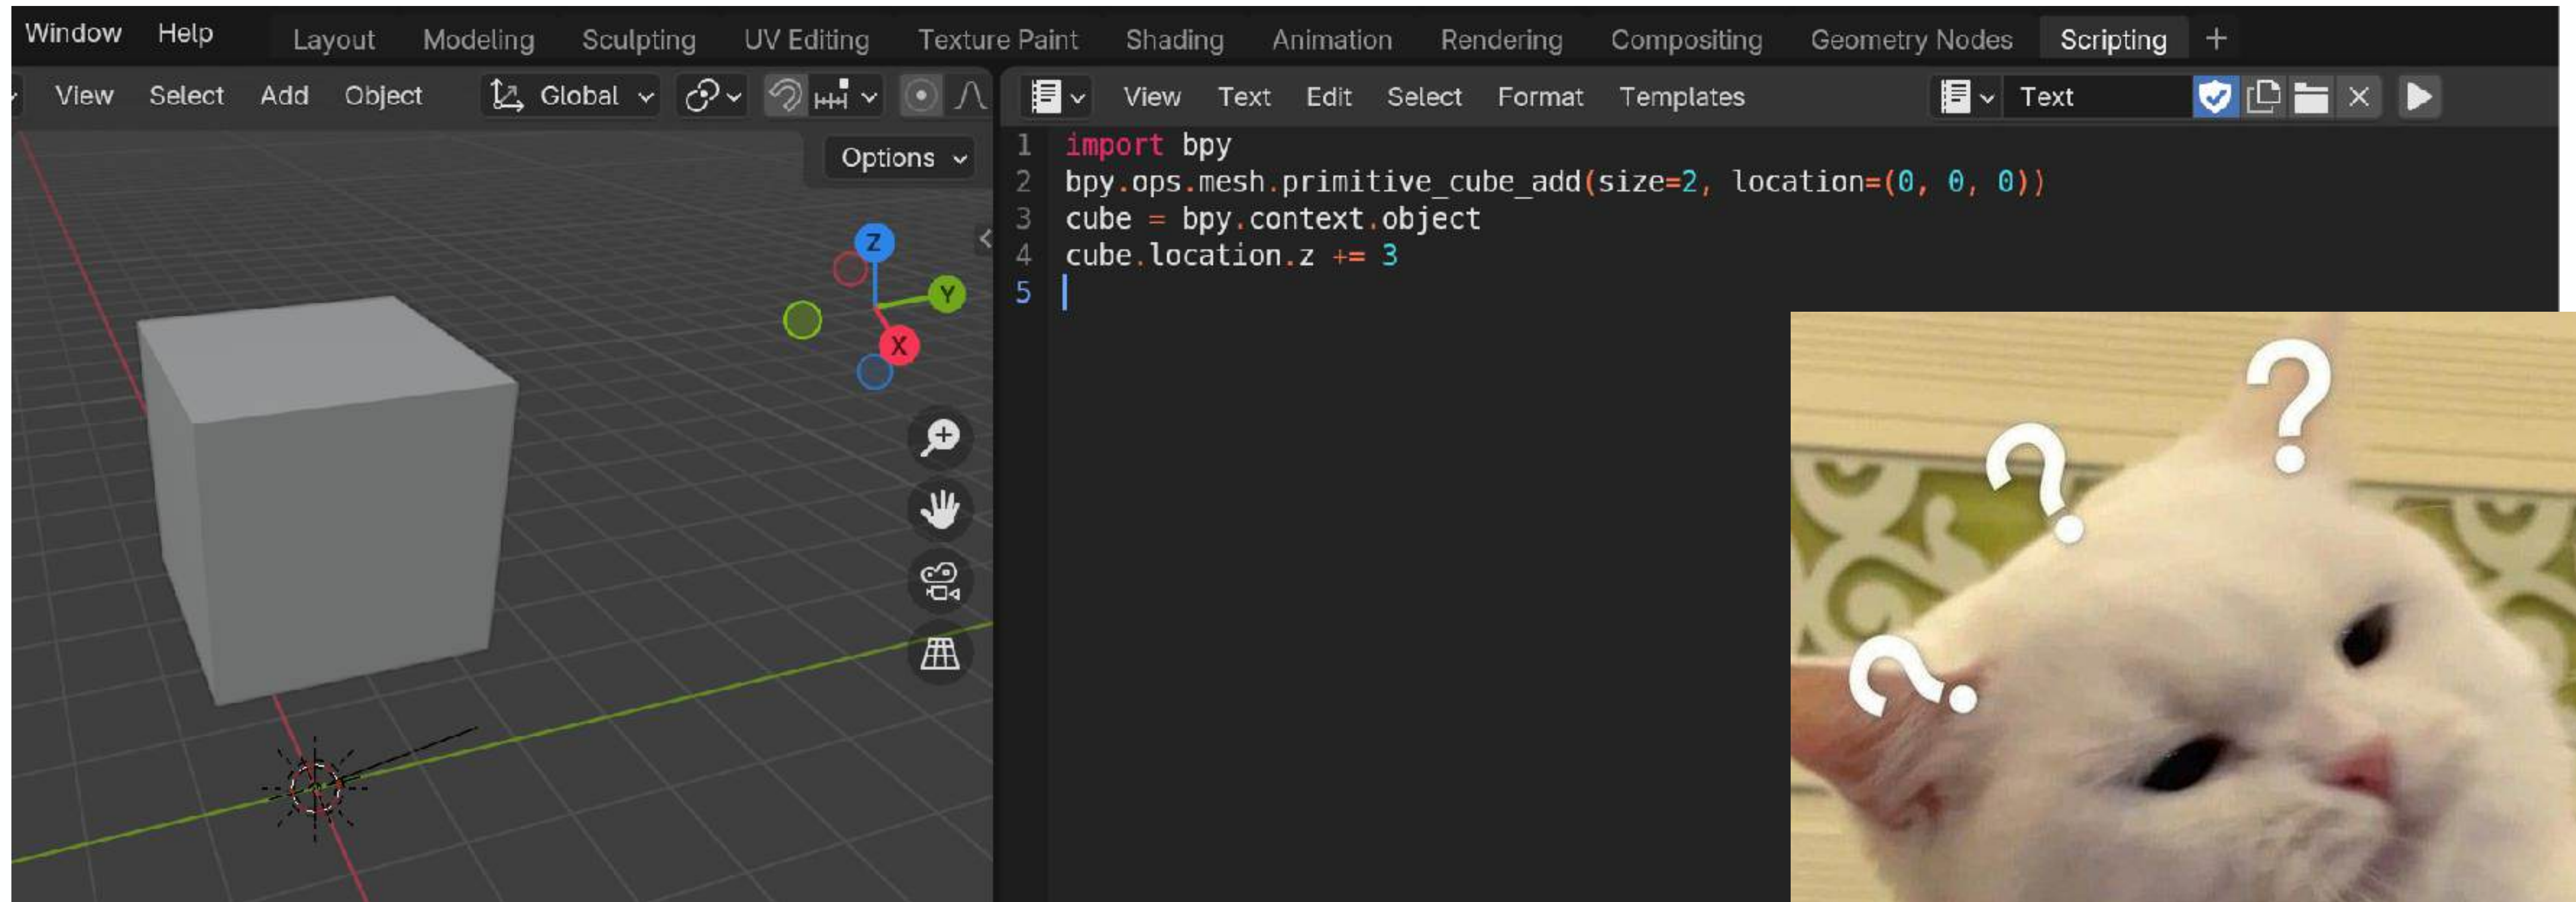 Window Help Layout Modeling Sculpting UV Editing Texture Paint Shading Animation Rendering Compositing Geometry Nodes Scripting +
View Select Add Object Global
View Text Edit Select Format Templates Text
Options
Z
Y
X
1 import bpy
2 bpy.ops.mesh.primitive_cube_add(size=2, location=(0, 0, 0))
3 cube = bpy.context.object
4 cube.location.z += 3
5
?
?
?